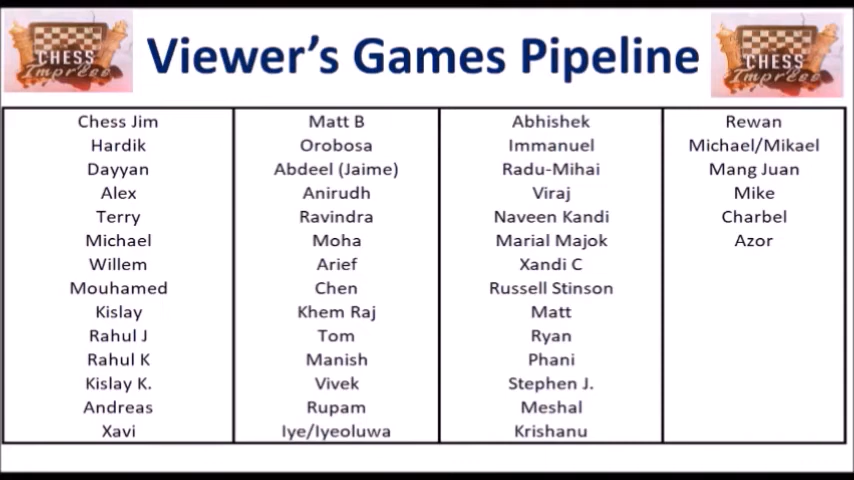 CHESS
Impress
Viewer's Games Pipeline
CHESS
Impress
Chess Jim
Hardik
Dayyan
Alex
Terry
Michael
Willem
Mouhamed
Kislay
Rahul J
Rahul K
Kislay K.
Andreas
Xavi
Matt B
Orobosa
Abdeel (Jaime)
Anirudh
Ravindra
Moha
Arief
Chen
Khem Raj
Tom
Manish
Vivek
Rupam
Iye/Iyeoluwa
Abhishek
Immanuel
Radu-Mihai
Viraj
Naveen Kandi
Marial Majok
Xandi C
Russell Stinson
Matt
Ryan
Phani
Stephen J.
Meshal
Krishanu
Rewan
Michael/Mikael
Mang Juan
Mike
Charbel
Azor